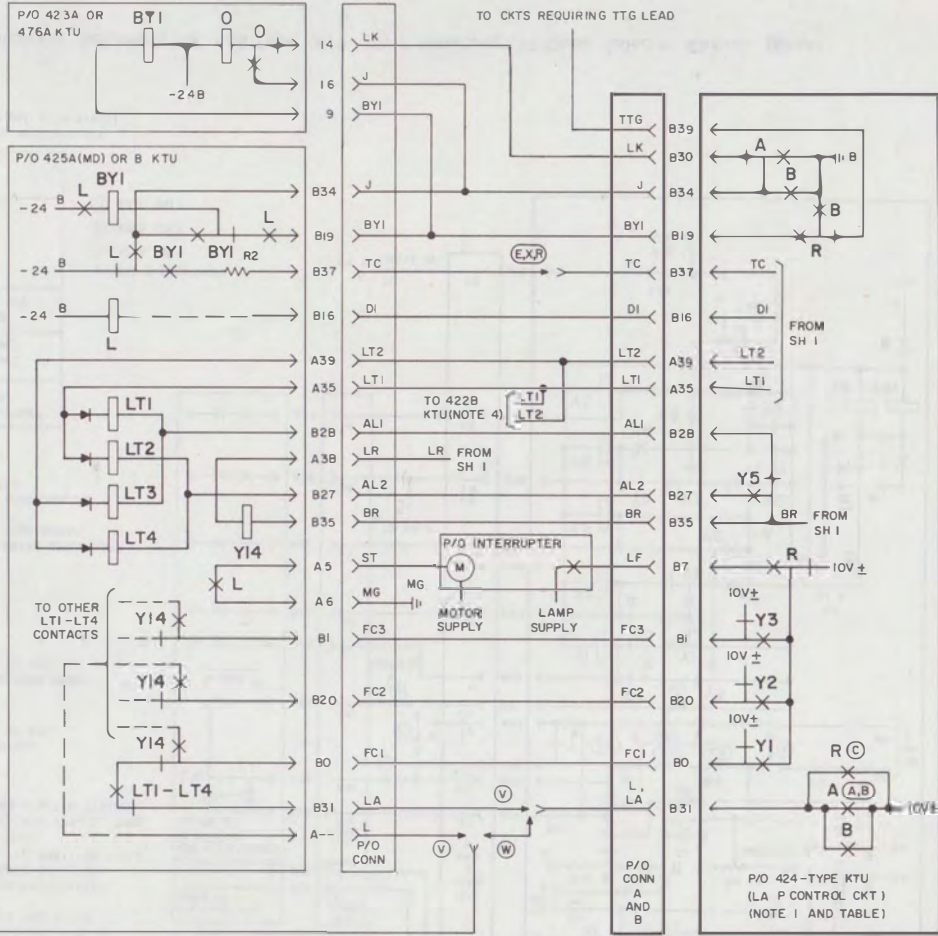 P/O 423A OR
476A KTU
BY1
O
O
-24B
14
16
9
LK
J
BY1
TO CKTS REQUIRING TTG LEAD
P/O 425A(MD) OR B KTU
-24 B
L
BY1
L
-24 B
L
BY1
BY1
R2
-24 B
L
LT1
LT2
LT3
LT4
Y14
L
TO OTHER
LT1-LT4
CONTACTS
Y14
Y14
Y14
LT1-LT4
B34
B19
B37
B16
A39
A35
B28
A38
B27
B35
A5
A6
B1
B20
B0
B31
A--
J
BY1
TC
D1
LT2
LT1
AL1
LR
AL2
BR
ST
MG
FC3
FC2
FC1
LA
L
P/O
CONN
E,X,R
TO 422B
KTU(NOTE 4)
LT1
LT2
LR FROM
SH 1
P/O INTERRUPTER
M
MG
MOTOR
SUPPLY
LAMP
SUPPLY
V
V
W
TTG
LK
J
BY1
TC
D1
LT2
LT1
AL1
AL2
BR
LF
FC3
FC2
FC1
L,
LA
P/O
CONN
A
AND
B
B39
B30
B34
B19
B37
B16
A39
A35
B28
B27
B35
B7
B1
B20
B0
B31
A
B
B
B
R
TC
D1
LT2
LT1
FROM
SH 1
Y5
BR FROM
SH 1
R
10V±
10V±
Y3
10V±
Y2
10V±
Y1
R C
A A,B
B
10V±
P/O 424-TYPE KTU
(LA P CONTROL CKT)
(NOTE 1 AND TABLE)